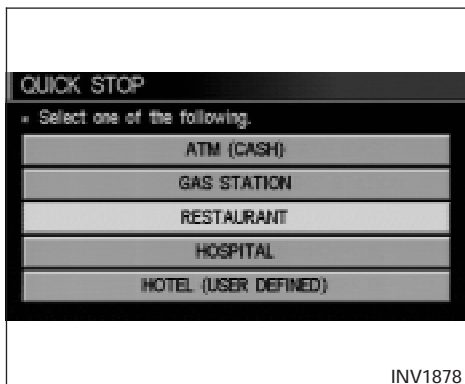 QUICK STOP
Select one of the following.
ATM (CASH)
GAS STATION
RESTAURANT
HOSPITAL
HOTEL (USER DEFINED)
INV1878